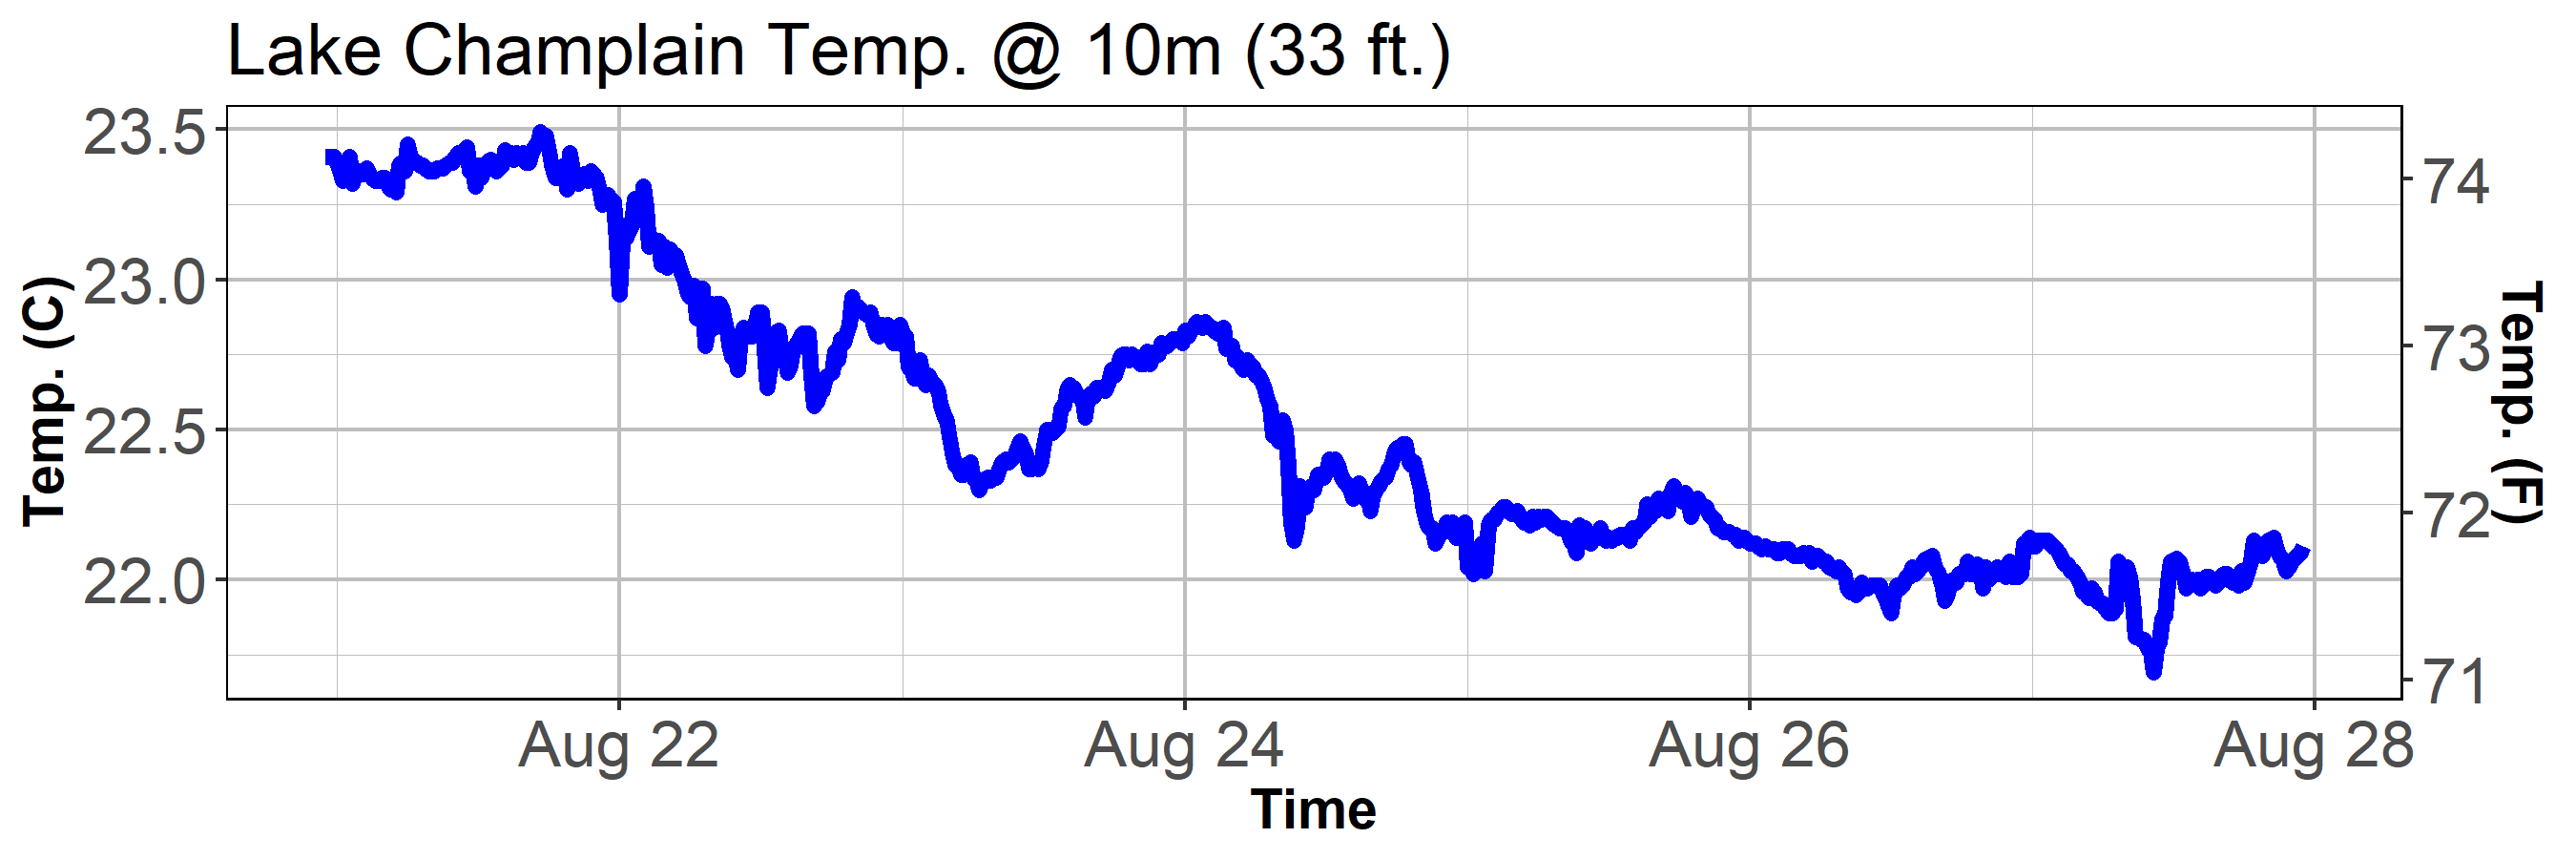 Lake Champlain Temp. @ 10m (33 ft.)
23.5
23.0
22.5
22.0
Temp. (C)
74
73
72
71
Temp. (F)
Aug 22 Aug 24 Aug 26 Aug 28
Time